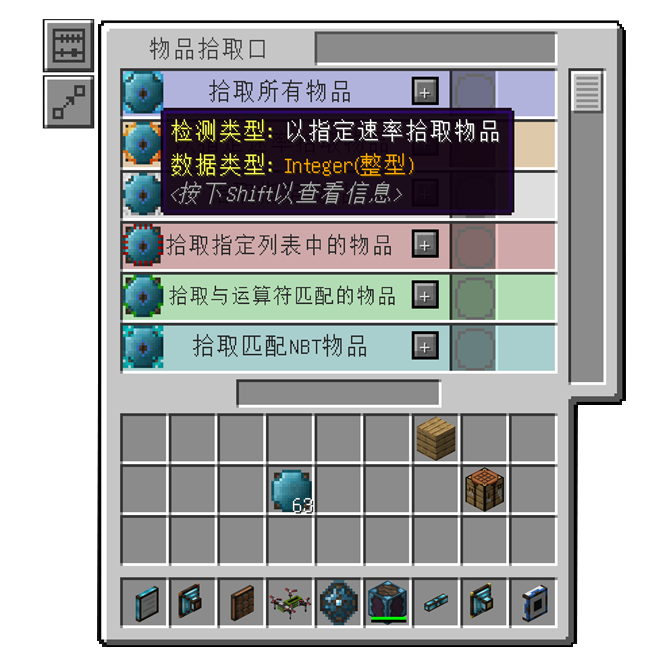 物品拾取口
拾取所有物品
+
检测类型: 以指定速率拾取物品
数据类型: Integer(整型)
<按下Shift以查看信息>
拾取指定列表中的物品
+
拾取与运算符匹配的物品
+
拾取匹配NBT物品
+
63